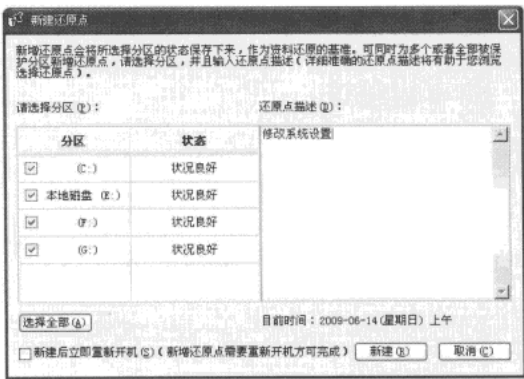 新建还原点
新增还原点会将所选择分区的状态保存下来，作为资料还原的基准。可同时为多个或者全部被保
护分区新增还原点，请选择分区，并且输入还原点描述（详细准确的还原点描述将有助于您浏览
选择还原点）。
请选择分区(P)：
还原点描述(D)：
分区 状态
(C:) 状况良好
本地磁盘 (E:) 状况良好
(F:) 状况良好
(G:) 状况良好
修改系统设置
选择全部(A)
目前时间：2009-06-14(星期日) 上午
新建后立即重新开机(S)（新增还原点需要重新开机方可完成）
新建(N)
取消(C)